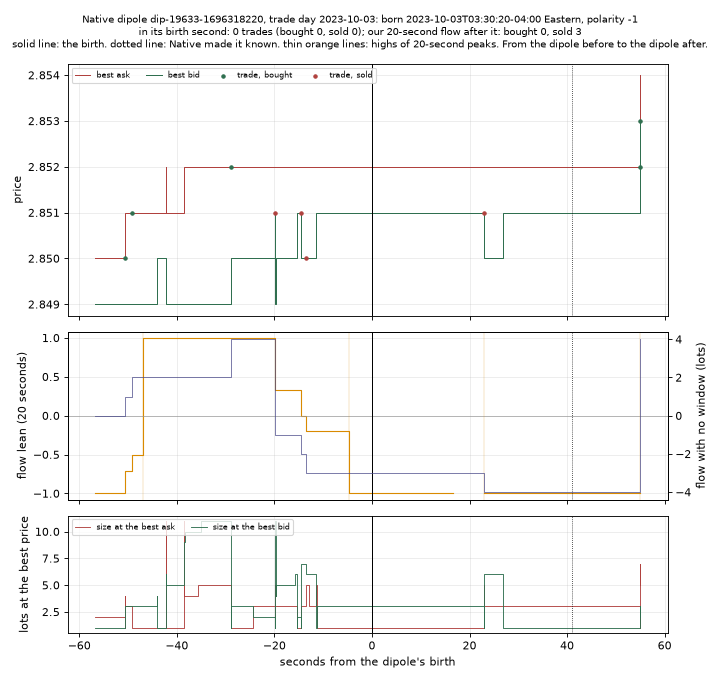 Native dipole dip-19633-1696318220, trade day 2023-10-03: born 2023-10-03T03:30:20-04:00 Eastern, polarity -1
in its birth second: 0 trades (bought 0, sold 0); our 20-second flow after it: bought 0, sold 3
solid line: the birth. dotted line: Native made it known. thin orange lines: highs of 20-second peaks. From the dipole before to the dipole after.
best ask
best bid
trade, bought
trade, sold
2.854
2.853
2.852
2.851
2.850
2.849
price
1.0
0.5
0.0
−0.5
−1.0
flow lean (20 seconds)
4
2
0
−2
−4
flow with no window (lots)
size at the best ask
size at the best bid
10.0
7.5
5.0
2.5
lots at the best price
−60
−40
−20
0
20
40
60
seconds from the dipole's birth